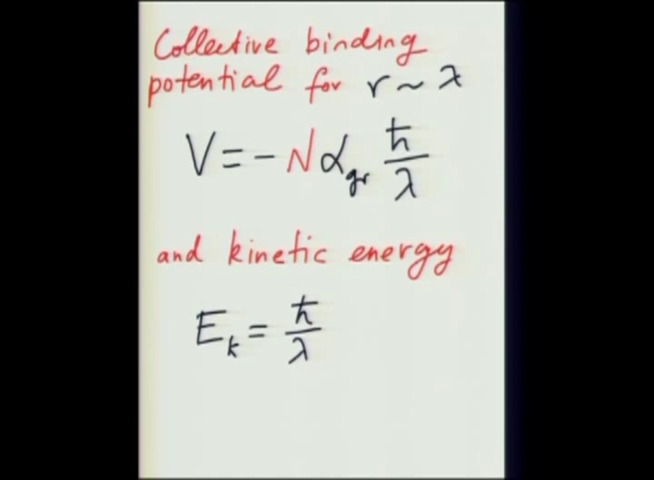 Collective binding
potential for r ~ λ
V = - N α_gr ħ/λ
and kinetic energy
E_k = ħ/λ